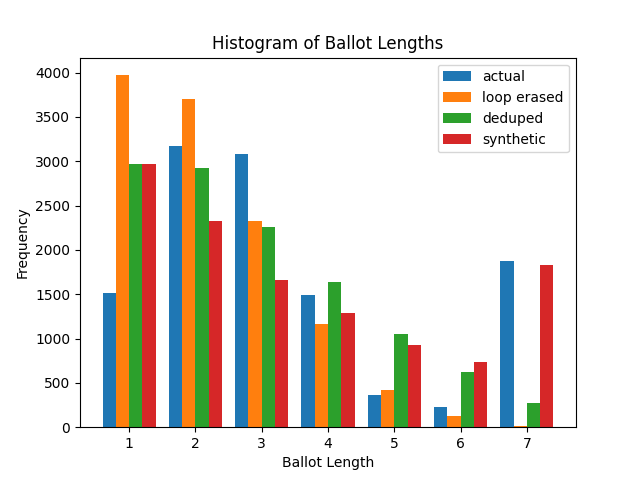 Histogram of Ballot Lengths
actual
loop erased
deduped
synthetic
Frequency
4000
3500
3000
2500
2000
1500
1000
500
0
1 2 3 4 5 6 7
Ballot Length